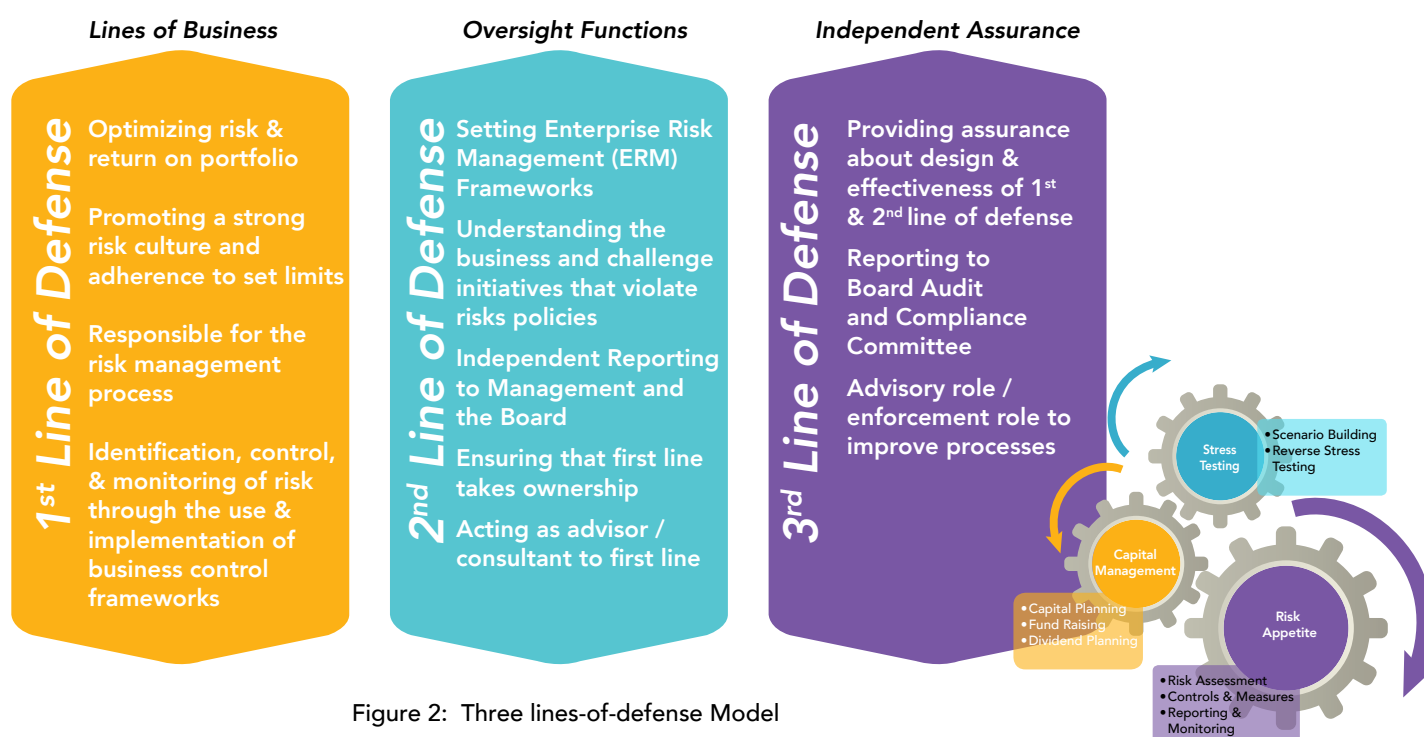 Lines of Business
1st Line of Defense
Optimizing risk &
return on portfolio
Promoting a strong
risk culture and
adherence to set limits
Responsible for the
risk management
process
Identification, control,
& monitoring of risk
through the use &
implementation of
business control
frameworks
Oversight Functions
2nd Line of Defense
Setting Enterprise Risk
Management (ERM)
Frameworks
Understanding the
business and challenge
initiatives that violate
risks policies
Independent Reporting
to Management and
the Board
Ensuring that first line
takes ownership
Acting as advisor /
consultant to first line
Independent Assurance
3rd Line of Defense
Providing assurance
about design &
effectiveness of 1st
& 2nd line of defense
Reporting to
Board Audit
and Compliance
Committee
Advisory role /
enforcement role to
improve processes
Stress
Testing
• Scenario Building
• Reverse Stress
Testing
Capital
Management
• Capital Planning
• Fund Raising
• Dividend Planning
Risk
Appetite
• Risk Assessment
• Controls & Measures
• Reporting &
Monitoring
Figure 2: Three lines-of-defense Model